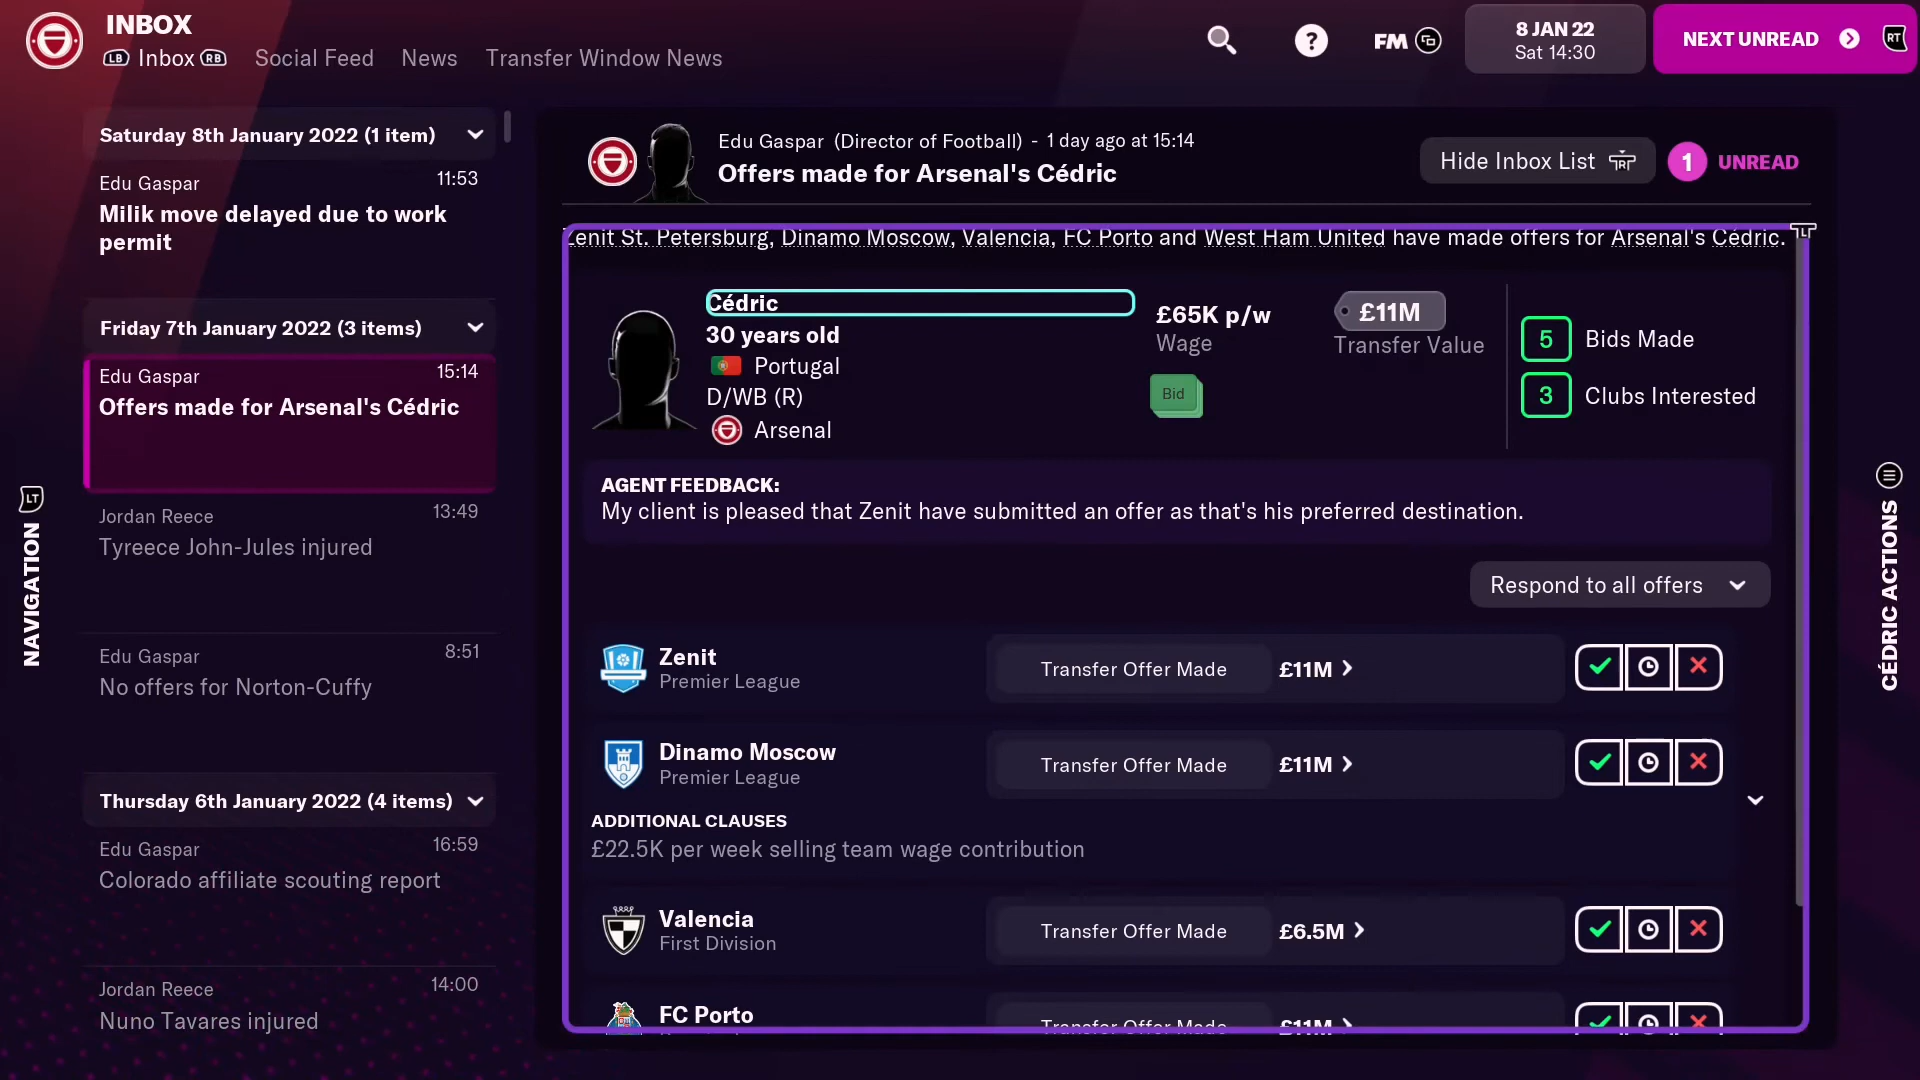 INBOX
LB Inbox RB Social Feed News Transfer Window News
FM
8 JAN 22
Sat 14:30
NEXT UNREAD RT
Saturday 8th January 2022 (1 item)
Edu Gaspar 11:53
Milik move delayed due to work
permit
Friday 7th January 2022 (3 items)
Edu Gaspar 15:14
Offers made for Arsenal's Cédric
Jordan Reece 13:49
Tyreece John-Jules injured
Edu Gaspar 8:51
No offers for Norton-Cuffy
Thursday 6th January 2022 (4 items)
Edu Gaspar 16:59
Colorado affiliate scouting report
Jordan Reece 14:00
Nuno Tavares injured
LT
NAVIGATION
Edu Gaspar (Director of Football) - 1 day ago at 15:14
Offers made for Arsenal's Cédric
Hide Inbox List
1 UNREAD
Zenit St. Petersburg, Dinamo Moscow, Valencia, FC Porto and West Ham United have made offers for Arsenal's Cédric.
Cédric
30 years old
Portugal
D/WB (R)
Arsenal
£65K p/w
Wage
Bid
£11M
Transfer Value
5 Bids Made
3 Clubs Interested
AGENT FEEDBACK:
My client is pleased that Zenit have submitted an offer as that's his preferred destination.
Respond to all offers
Zenit
Premier League
Transfer Offer Made £11M
Dinamo Moscow
Premier League
Transfer Offer Made £11M
ADDITIONAL CLAUSES
£22.5K per week selling team wage contribution
Valencia
First Division
Transfer Offer Made £6.5M
FC Porto
Transfer Offer Made £11M
CÉDRIC ACTIONS